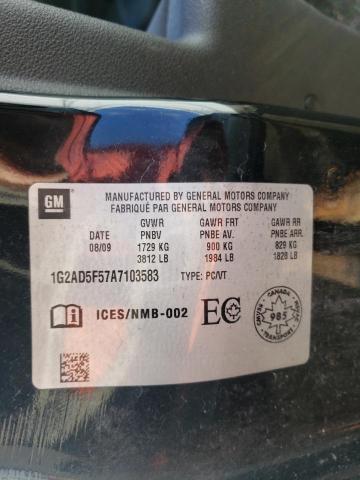 GM
MANUFACTURED BY GENERAL MOTORS COMPANY
FABRIQUÉ PAR GENERAL MOTORS COMPANY
GVWR GAWR FRT GAWR RR
DATE PNBV PNBE AV. PNBE ARR.
08/09 1729 KG 900 KG 829 KG
3812 LB 1984 LB 1828 LB
1G2AD5F57A7103583 TYPE: PC/VT
ICES/NMB-002 EC
CANADA
985
TRANSPORT